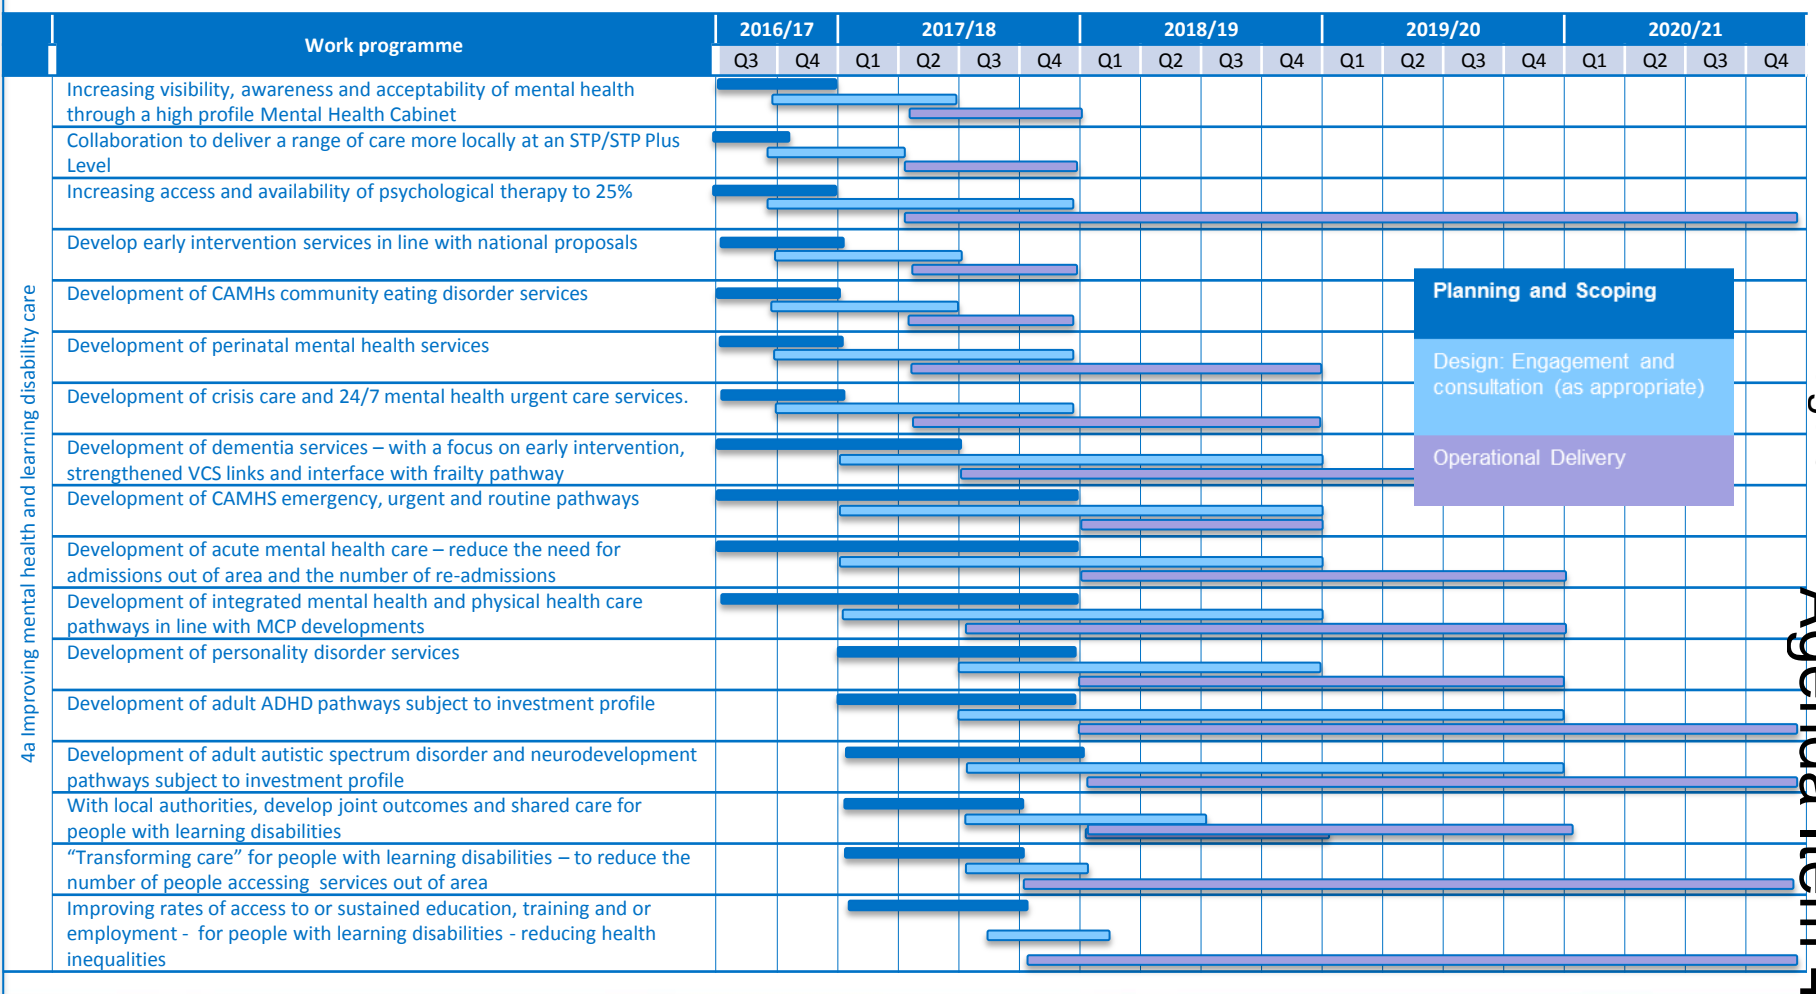 Work programme
2016/17 2017/18 2018/19 2019/20 2020/21
Q3 Q4 Q1 Q2 Q3 Q4 Q1 Q2 Q3 Q4 Q1 Q2 Q3 Q4 Q1 Q2 Q3 Q4
4a Improving mental health and learning disability care
Increasing visibility, awareness and acceptability of mental health
through a high profile Mental Health Cabinet
Collaboration to deliver a range of care more locally at an STP/STP Plus
Level
Increasing access and availability of psychological therapy to 25%
Develop early intervention services in line with national proposals
Development of CAMHs community eating disorder services
Development of perinatal mental health services
Development of crisis care and 24/7 mental health urgent care services.
Development of dementia services – with a focus on early intervention,
strengthened VCS links and interface with frailty pathway
Development of CAMHS emergency, urgent and routine pathways
Development of acute mental health care – reduce the need for
admissions out of area and the number of re-admissions
Development of integrated mental health and physical health care
pathways in line with MCP developments
Development of personality disorder services
Development of adult ADHD pathways subject to investment profile
Development of adult autistic spectrum disorder and neurodevelopment
pathways subject to investment profile
With local authorities, develop joint outcomes and shared care for
people with learning disabilities
“Transforming care” for people with learning disabilities – to reduce the
number of people accessing services out of area
Improving rates of access to or sustained education, training and or
employment - for people with learning disabilities - reducing health
inequalities
Planning and Scoping
Design: Engagement and
consultation (as appropriate)
Operational Delivery
Agenda Item 4